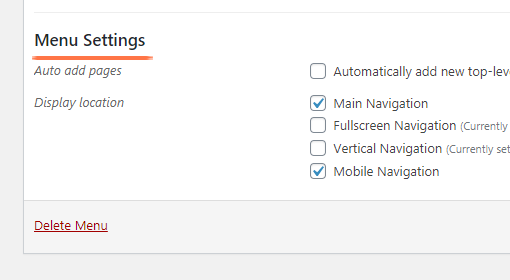 Menu Settings
Auto add pages
Automatically add new top-lev
Display location
Main Navigation
Fullscreen Navigation (Currently
Vertical Navigation (Currently set
Mobile Navigation
Delete Menu